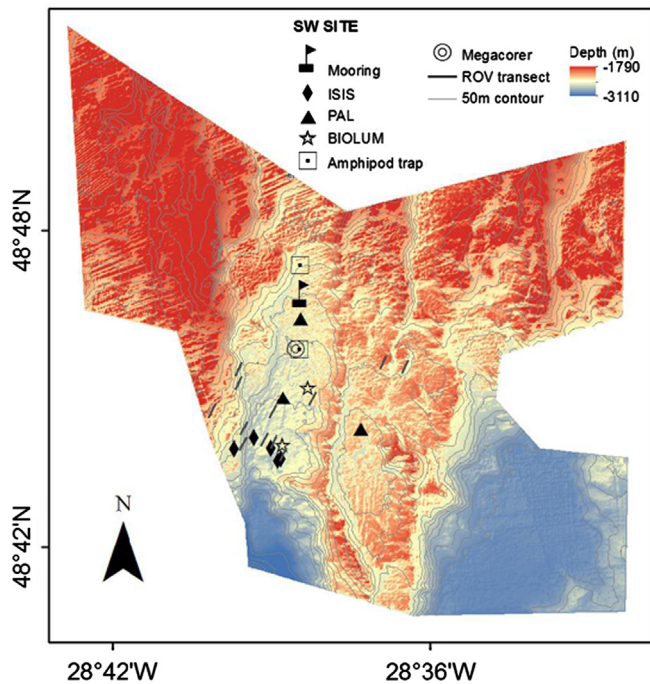 SW SITE
Mooring
ISIS
PAL
BIOLUM
Amphipod trap
Megacorer
ROV transect
50m contour
Depth (m)
-1790
-3110
48°48'N
48°42'N
N
28°42'W
28°36'W